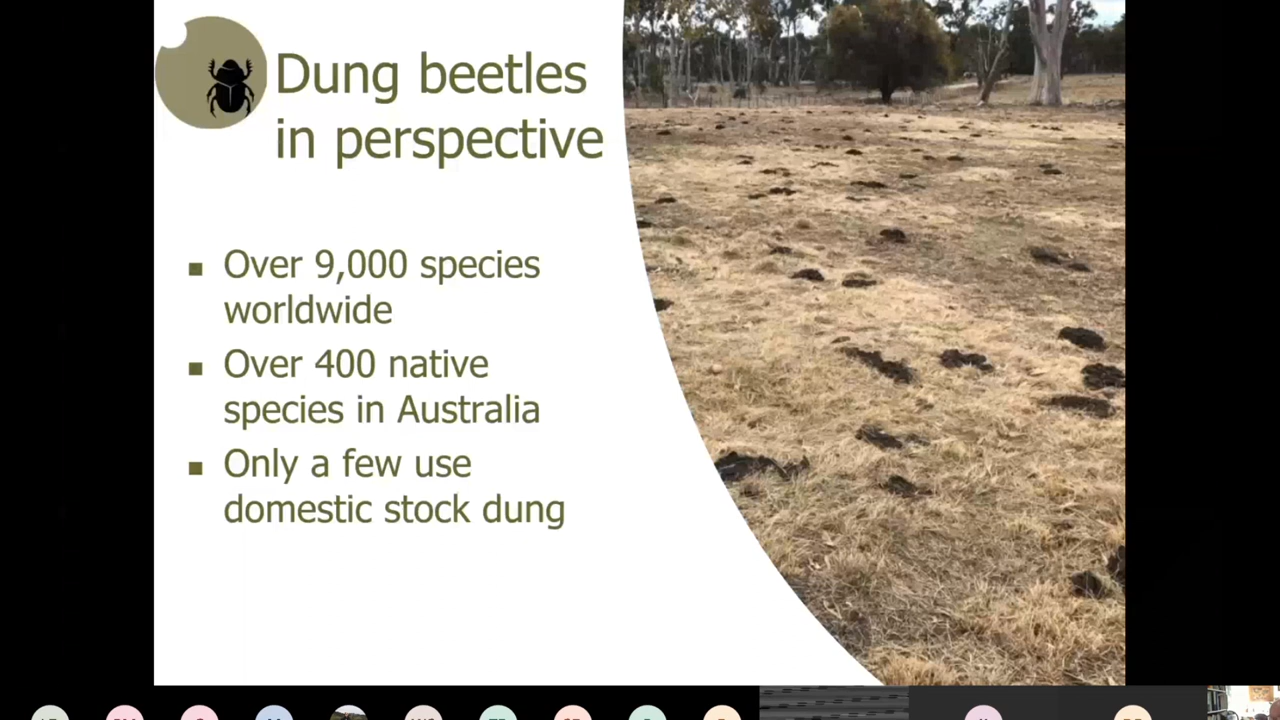 Dung beetles
in perspective
Over 9,000 species
worldwide
Over 400 native
species in Australia
Only a few use
domestic stock dung